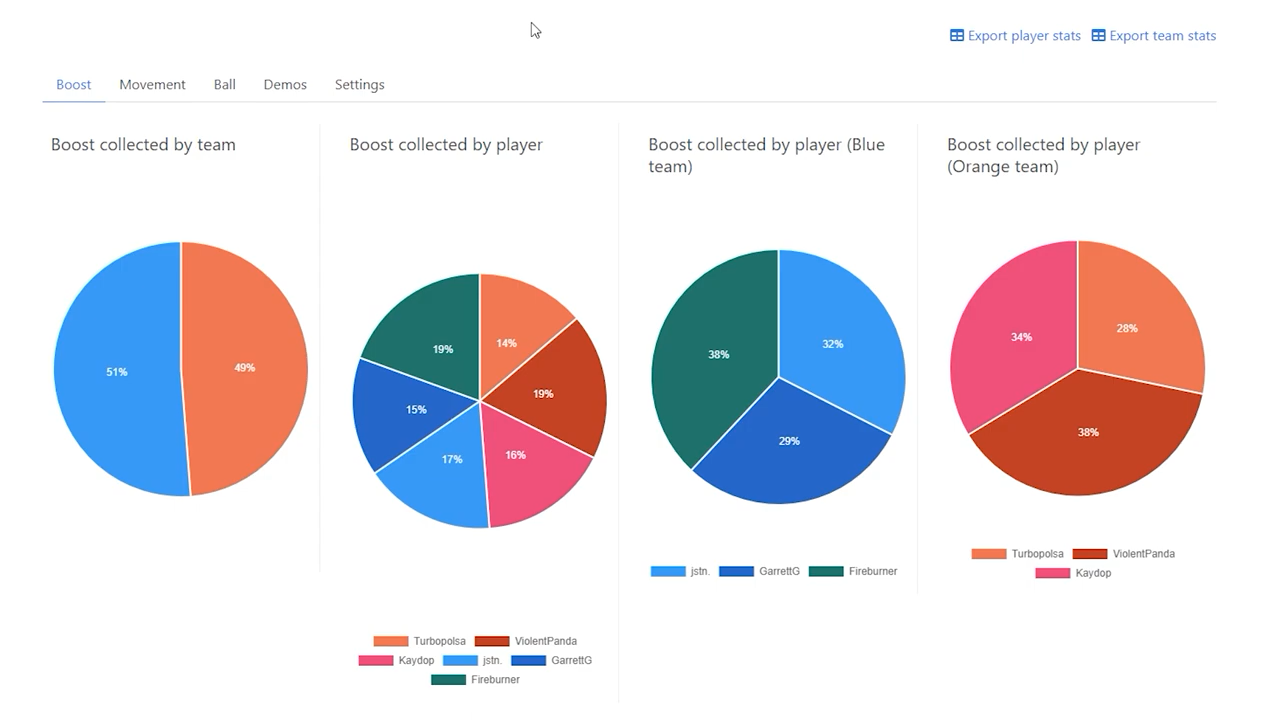 Export player stats Export team stats
Boost Movement Ball Demos Settings
Boost collected by team
51%
49%
Boost collected by player
14%
19%
19%
15%
17%
16%
Turbopolsa ViolentPanda
Kaydop jstn. GarrettG
Fireburner
Boost collected by player (Blue
team)
38%
32%
29%
jstn. GarrettG Fireburner
Boost collected by player
(Orange team)
34%
28%
38%
Turbopolsa ViolentPanda
Kaydop